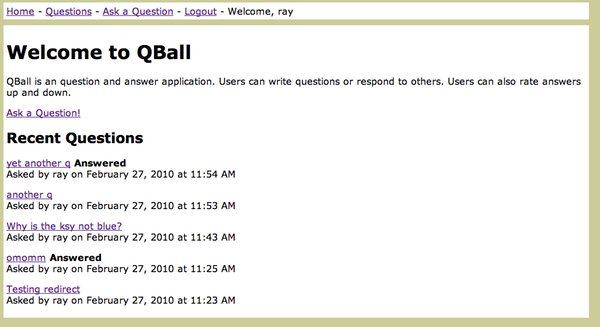 Home - Questions - Ask a Question - Logout - Welcome, ray
Welcome to QBall
QBall is an question and answer application. Users can write questions or respond to others. Users can also rate answers
up and down.
Ask a Question!
Recent Questions
yet another q Answered
Asked by ray on February 27, 2010 at 11:54 AM
another q
Asked by ray on February 27, 2010 at 11:53 AM
Why is the ksy not blue?
Asked by ray on February 27, 2010 at 11:43 AM
omomm Answered
Asked by ray on February 27, 2010 at 11:25 AM
Testing redirect
Asked by ray on February 27, 2010 at 11:23 AM